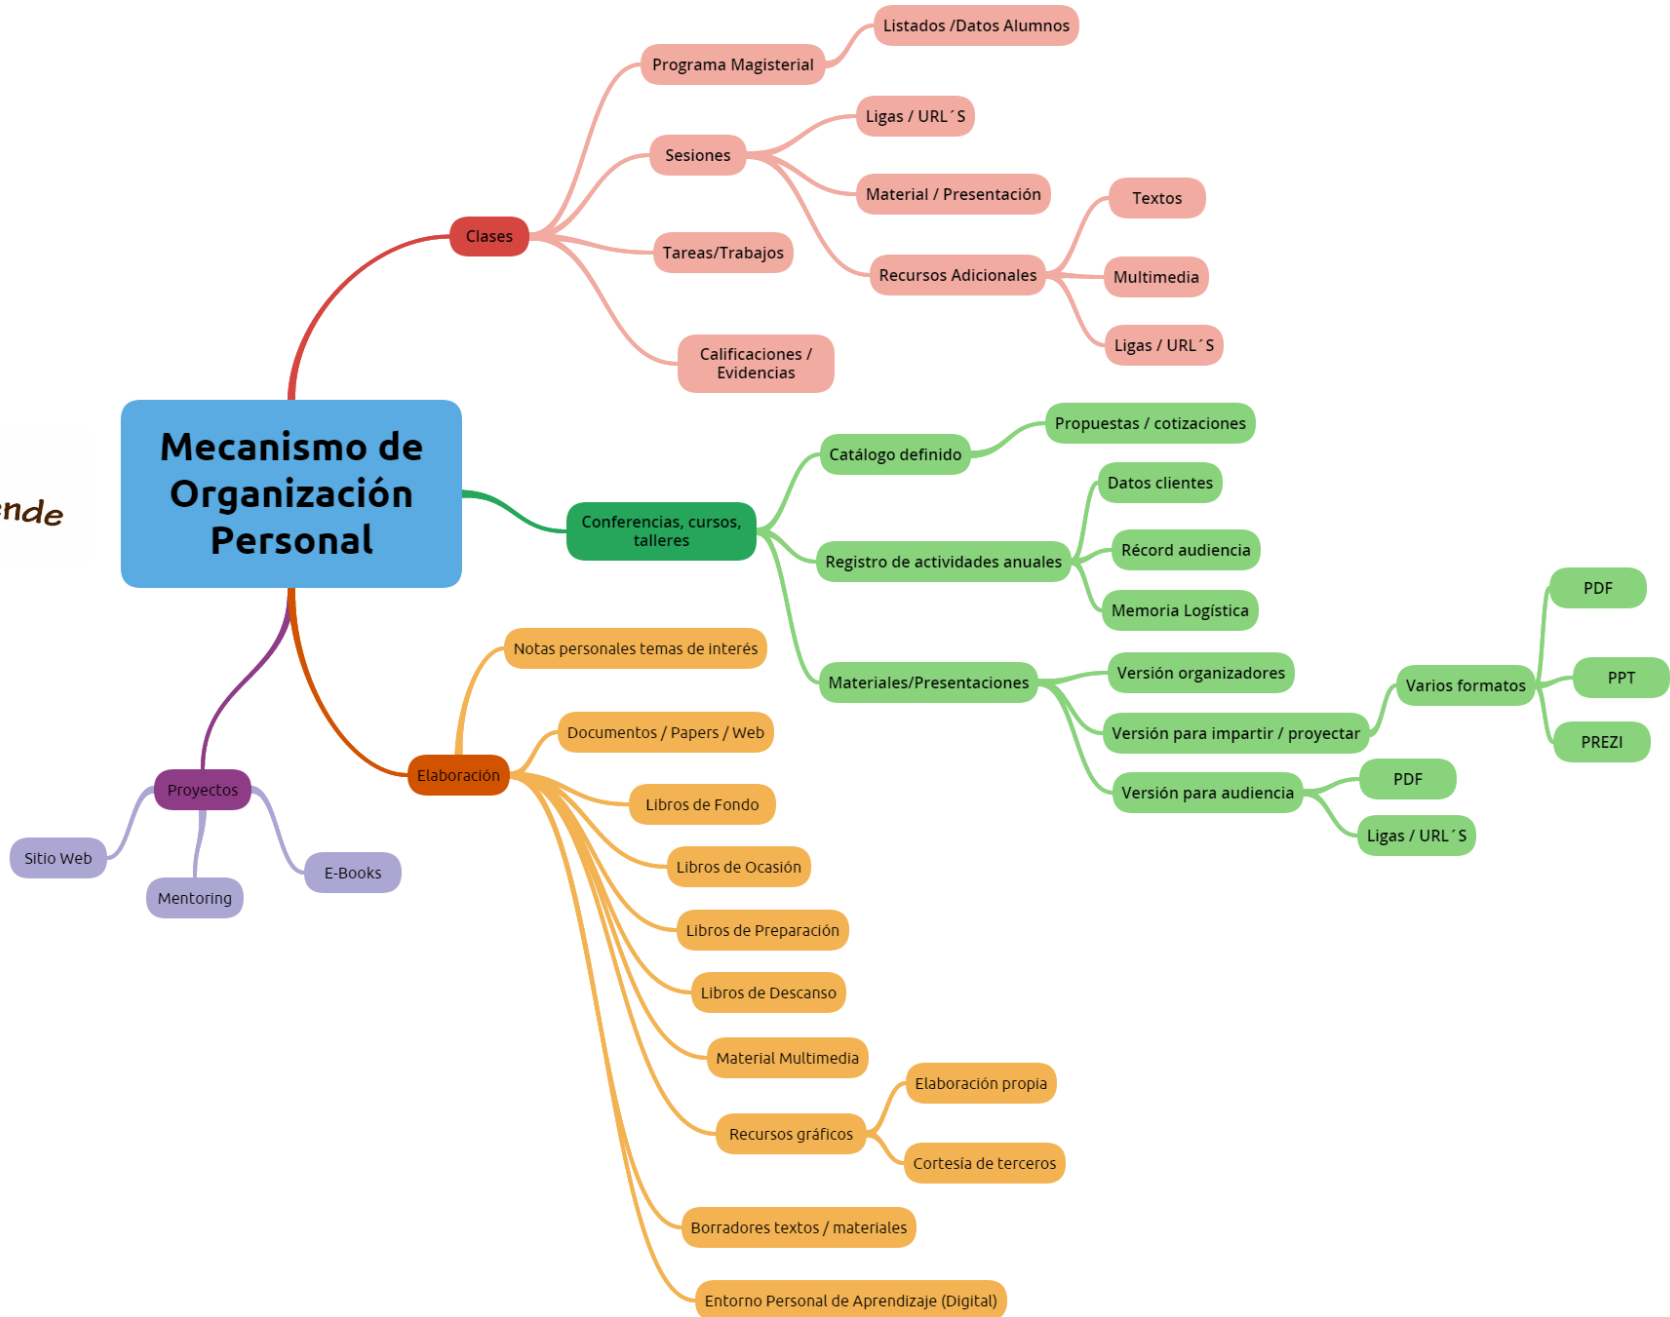 Listados /Datos Alumnos
Programa Magisterial
Ligas / URL´S
Sesiones
Material / Presentación
Textos
Clases
Tareas/Trabajos
Recursos Adicionales
Multimedia
Ligas / URL´S
Calificaciones /
Evidencias
Mecanismo de
Organización
Personal
Propuestas / cotizaciones
Catálogo definido
Datos clientes
Conferencias, cursos,
talleres
Récord audiencia
Registro de actividades anuales
Memoria Logística
PDF
Versión organizadores
Materiales/Presentaciones
Varios formatos
PPT
Versión para impartir / proyectar
PREZI
Versión para audiencia
PDF
Ligas / URL´S
Notas personales temas de interés
Documentos / Papers / Web
Elaboración
Libros de Fondo
Libros de Ocasión
Libros de Preparación
Libros de Descanso
Material Multimedia
Elaboración propia
Recursos gráficos
Cortesía de terceros
Borradores textos / materiales
Entorno Personal de Aprendizaje (Digital)
Proyectos
Sitio Web
Mentoring
E-Books